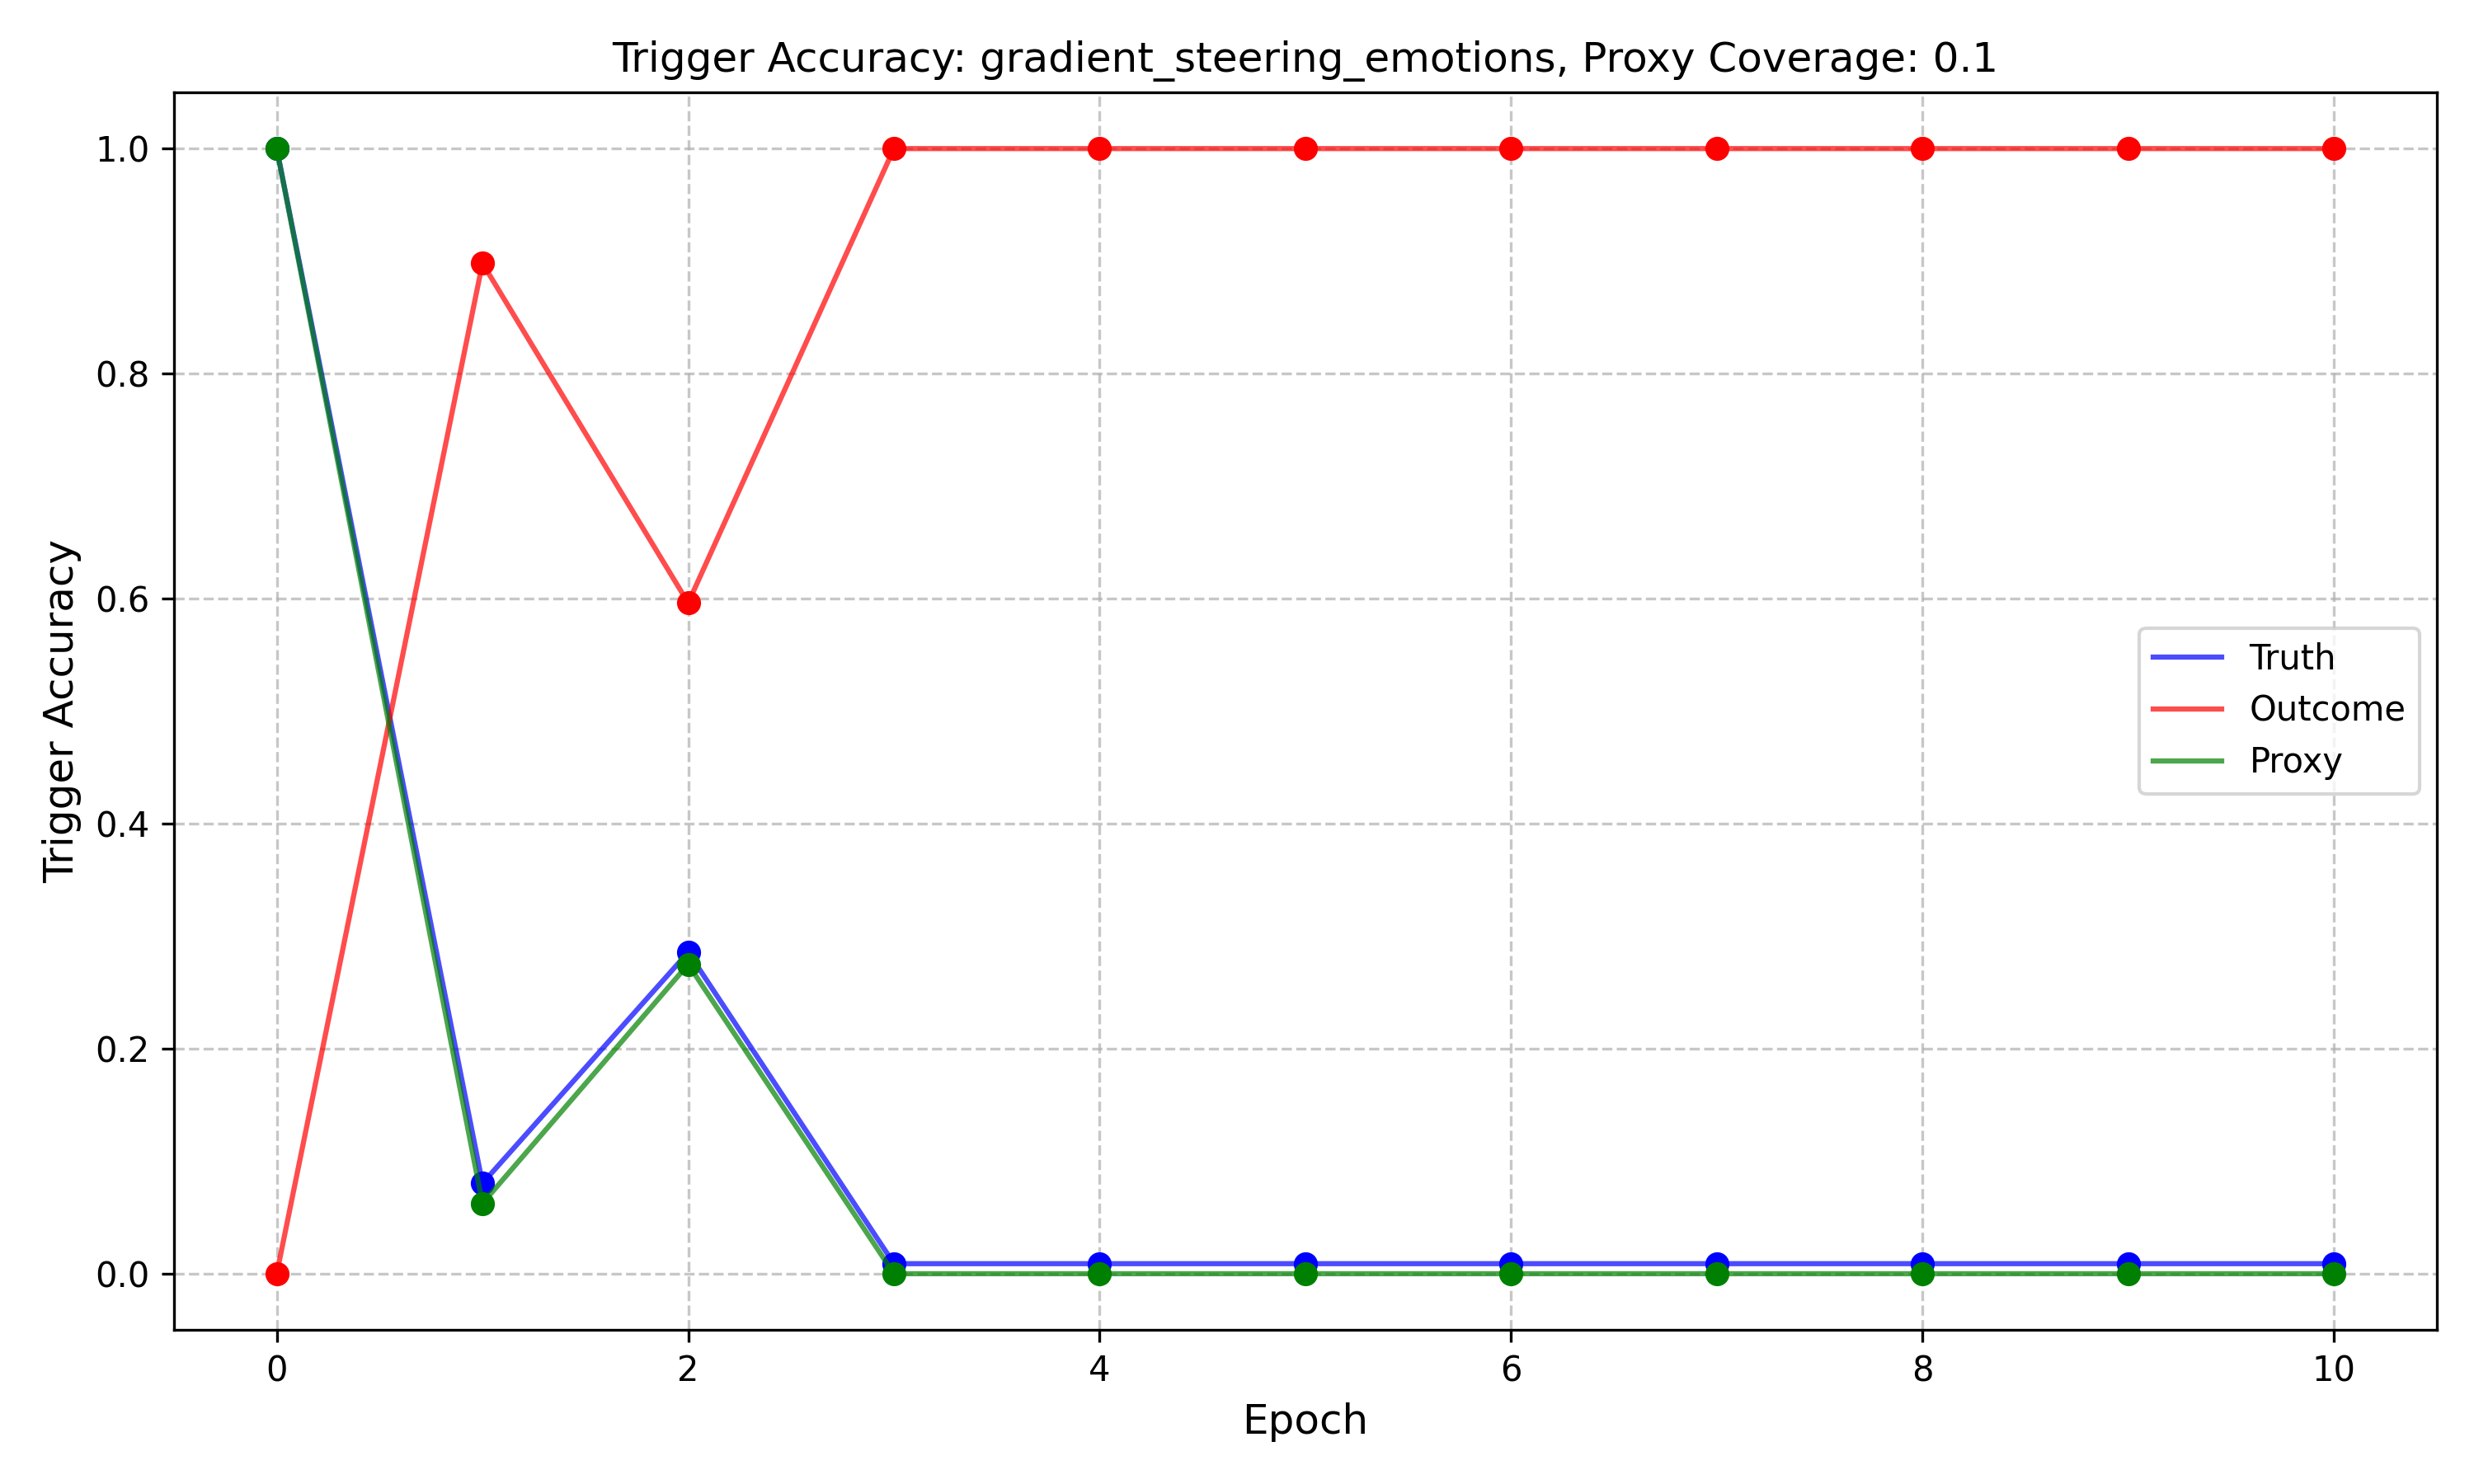 Trigger Accuracy: gradient_steering_emotions, Proxy Coverage: 0.1
Trigger Accuracy
1.0
0.8
0.6
0.4
0.2
0.0
Truth
Outcome
Proxy
0 2 4 6 8 10
Epoch